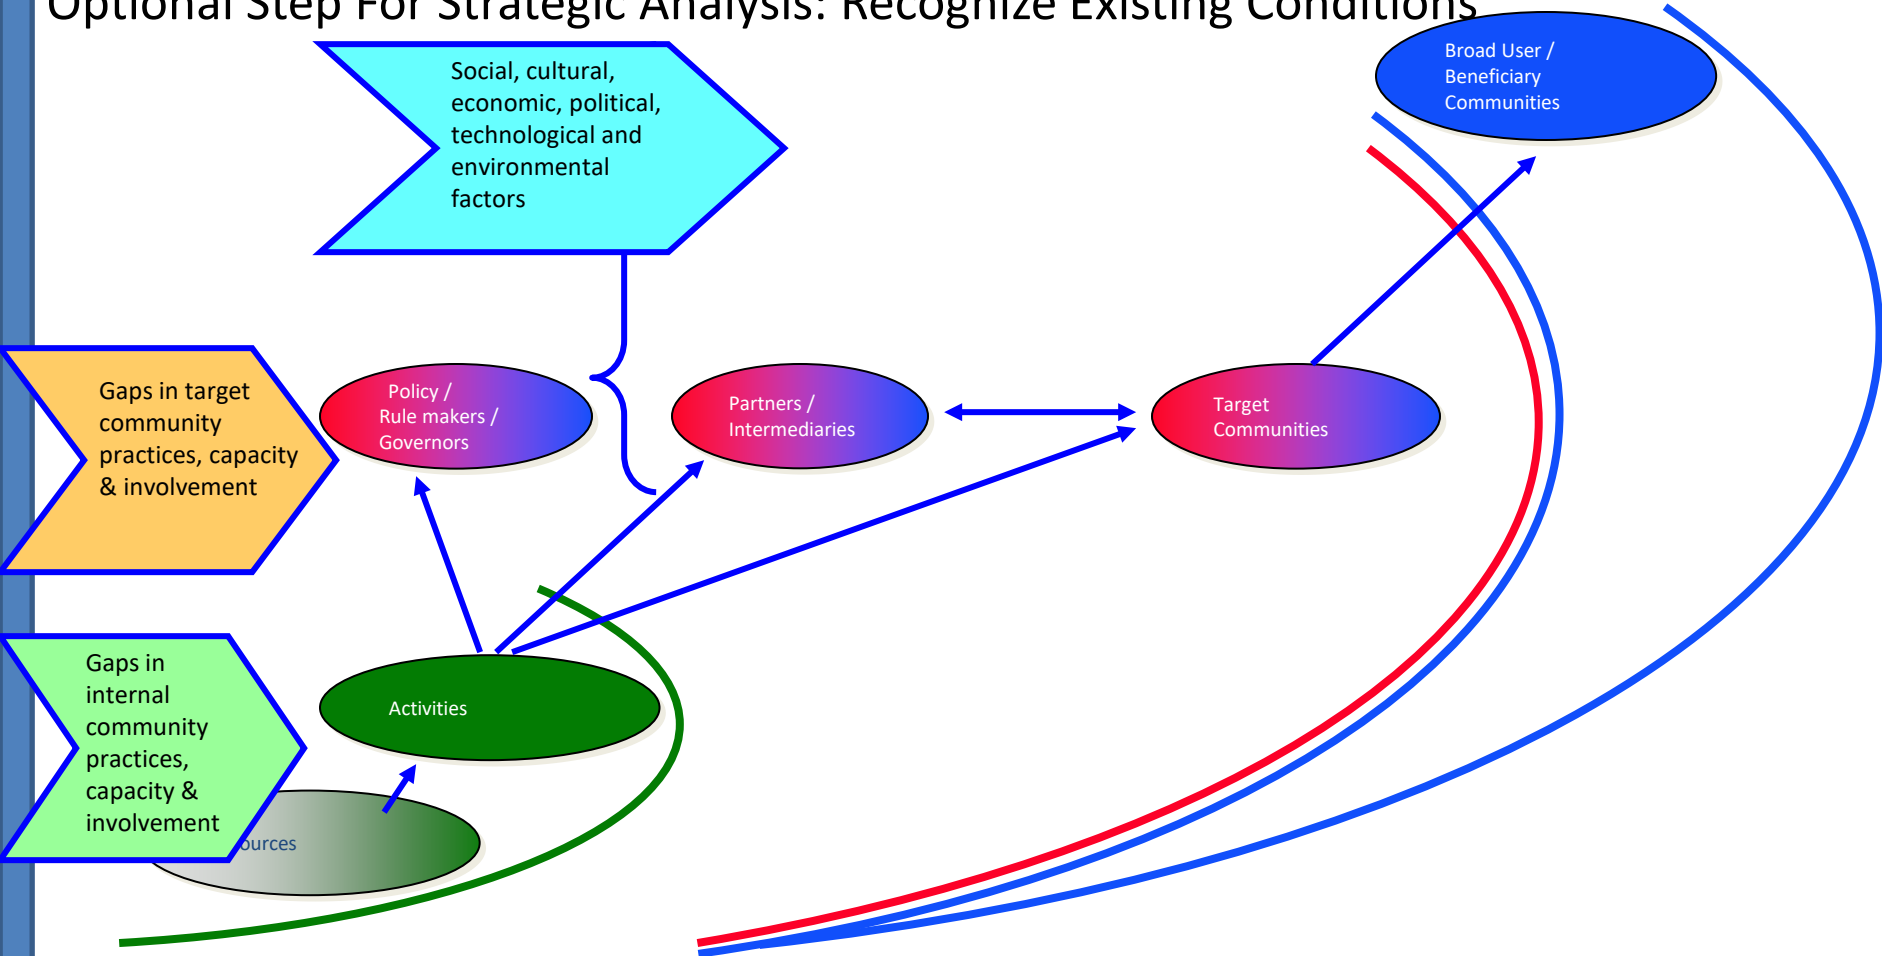 Optional Step For Strategic Analysis: Recognize Existing Conditions
Social, cultural,
economic, political,
technological and
environmental
factors
Broad User /
Beneficiary
Communities
Gaps in target
community
practices, capacity
& involvement
Policy /
Rule makers /
Governors
Partners /
Intermediaries
Target
Communities
Gaps in
internal
community
practices,
capacity &
involvement
Activities
ources